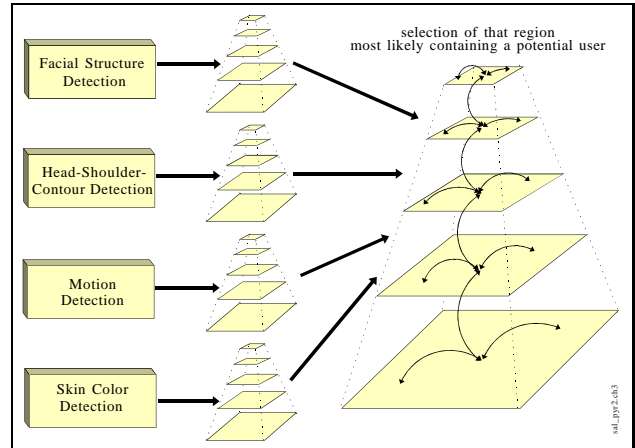 selection of that region
most likely containing a potential user
Facial Structure
Detection
Head-Shoulder-
Contour Detection
Motion
Detection
Skin Color
Detection
sal_pyr2.ch3